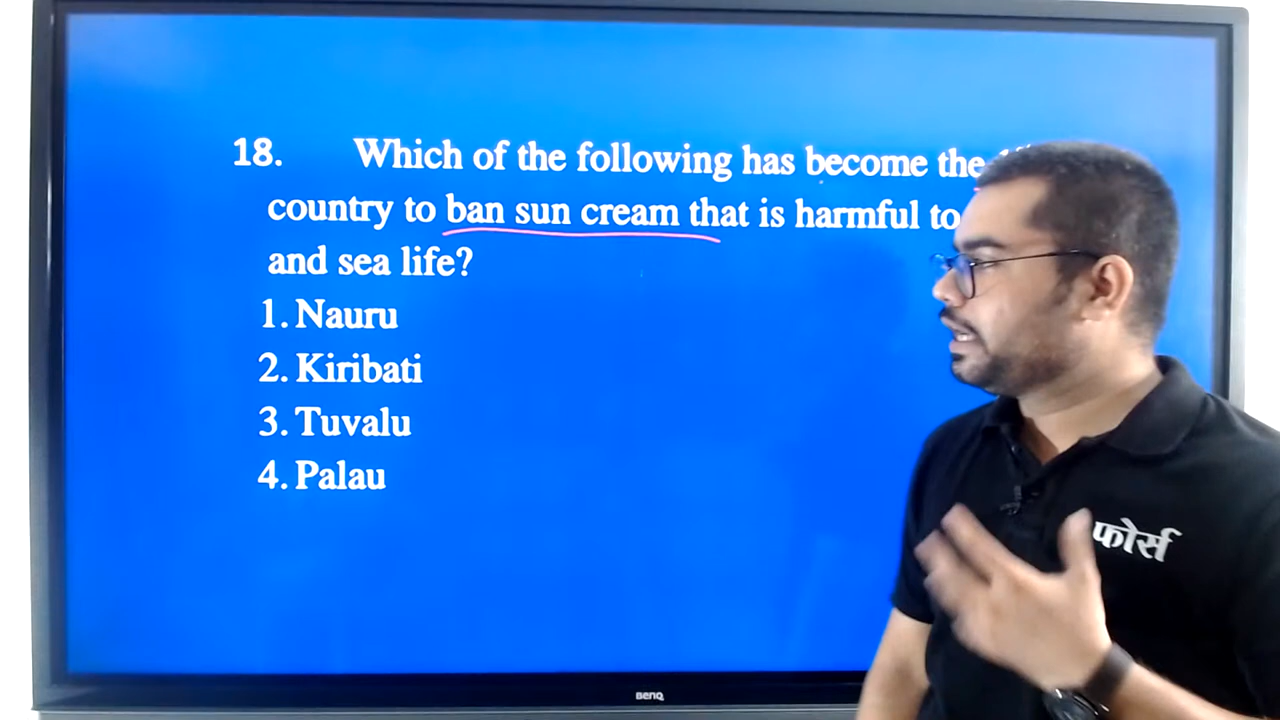 18. Which of the following has become the
country to ban sun cream that is harmful to
and sea life?
1. Nauru
2. Kiribati
3. Tuvalu
4. Palau
फोर्स
BenQ